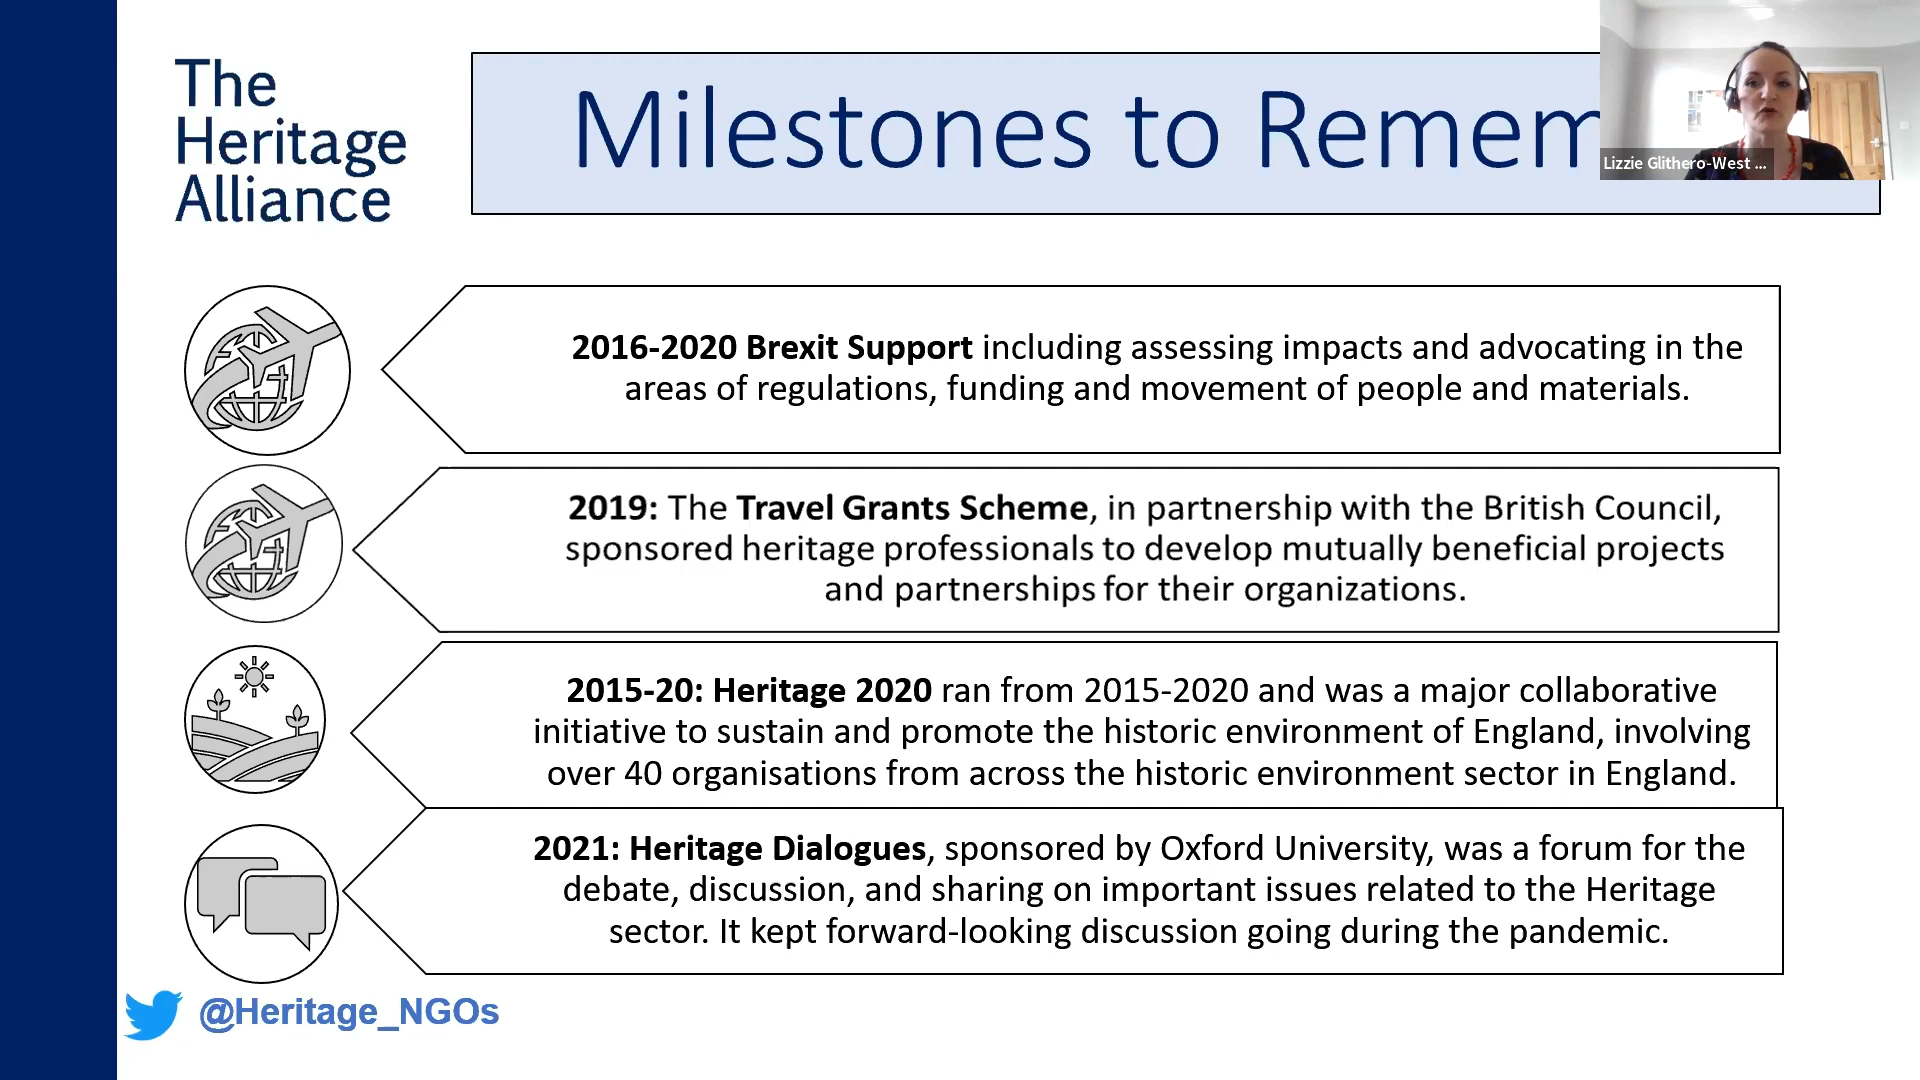 The
Heritage
Alliance
Milestones to Remem
Lizzie Glithero-West ...
2016-2020 Brexit Support including assessing impacts and advocating in the
areas of regulations, funding and movement of people and materials.
2019: The Travel Grants Scheme, in partnership with the British Council,
sponsored heritage professionals to develop mutually beneficial projects
and partnerships for their organizations.
2015-20: Heritage 2020 ran from 2015-2020 and was a major collaborative
initiative to sustain and promote the historic environment of England, involving
over 40 organisations from across the historic environment sector in England.
2021: Heritage Dialogues, sponsored by Oxford University, was a forum for the
debate, discussion, and sharing on important issues related to the Heritage
sector. It kept forward-looking discussion going during the pandemic.
@Heritage_NGOs